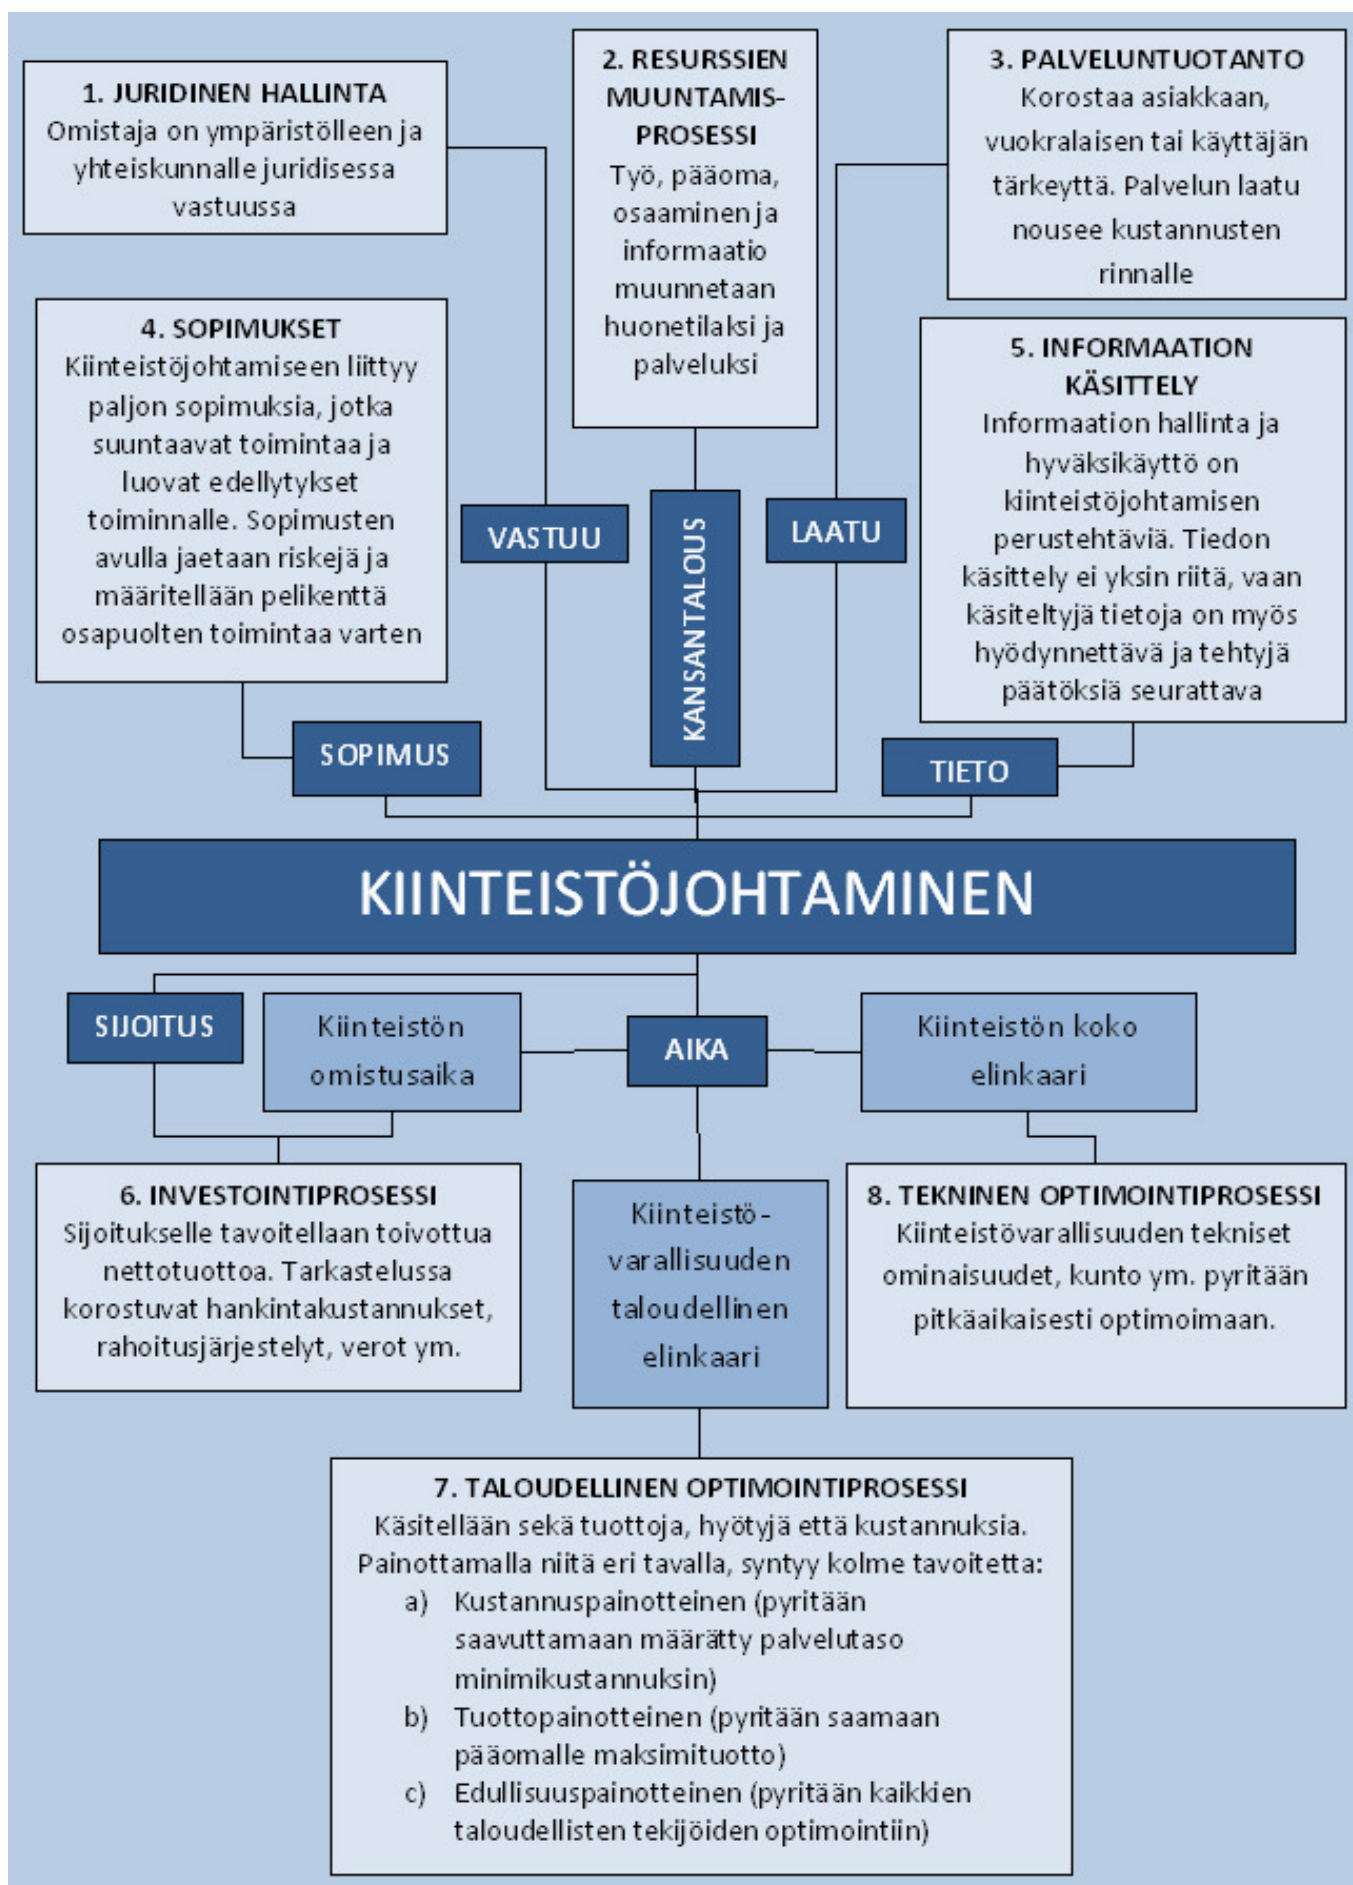 1. JURIDINEN HALLINTA
Omistaja on ympäristölleen ja
yhteiskunnalle juridisessa
vastuussa
2. RESURSSIEN
MUUNTAMIS-
PROSESSI
Työ, pääoma,
osaaminen ja
informaatio
muunnetaan
huonetilaksi ja
palveluksi
3. PALVELUNTUOTANTO
Korostaa asiakkaan,
vuokralaisen tai käyttäjän
tärkeyttä. Palvelun laatu
nousee kustannusten
rinnalle
4. SOPIMUKSET
Kiinteistöjohtamiseen liittyy
paljon sopimuksia, jotka
suuntaavat toimintaa ja
luovat edellytykset
toiminnalle. Sopimusten
avulla jaetaan riskejä ja
määritellään pelikenttä
osapuolten toimintaa varten
5. INFORMAATION
KÄSITTELY
Informaation hallinta ja
hyväksikäyttö on
kiinteistöjohtamisen
perustehtäviä. Tiedon
käsittely ei yksin riitä, vaan
käsiteltyjä tietoja on myös
hyödynnettävä ja tehtyjä
päätöksiä seurattava
VASTUU
KANSANTALOUS
LAATU
SOPIMUS
TIETO
KIINTEISTÖJOHTAMINEN
SIJOITUS
Kiinteistön
omistusaika
AIKA
Kiinteistön koko
elinkaari
6. INVESTOINTIPROSESSI
Sijoitukselle tavoitellaan toivottua
nettotuottoa. Tarkastelussa
korostuvat hankintakustannukset,
rahoitusjärjestelyt, verot ym.
Kiinteistö-
varallisuuden
taloudellinen
elinkaari
8. TEKNINEN OPTIMOINTIPROSESSI
Kiinteistövarallisuuden tekniset
ominaisuudet, kunto ym. pyritään
pitkäaikaisesti optimoimaan.
7. TALOUDELLINEN OPTIMOINTIPROSESSI
Käsitellään sekä tuottoja, hyötyjä että kustannuksia.
Painottamalla niitä eri tavalla, syntyy kolme tavoitetta:
a) Kustannuspainotteinen (pyritään
saavuttamaan määrätty palvelutaso
minimikustannuksin)
b) Tuottopainotteinen (pyritään saamaan
pääomalle maksimituotto)
c) Edullisuuspainotteinen (pyritään kaikkien
taloudellisten tekijöiden optimointiin)